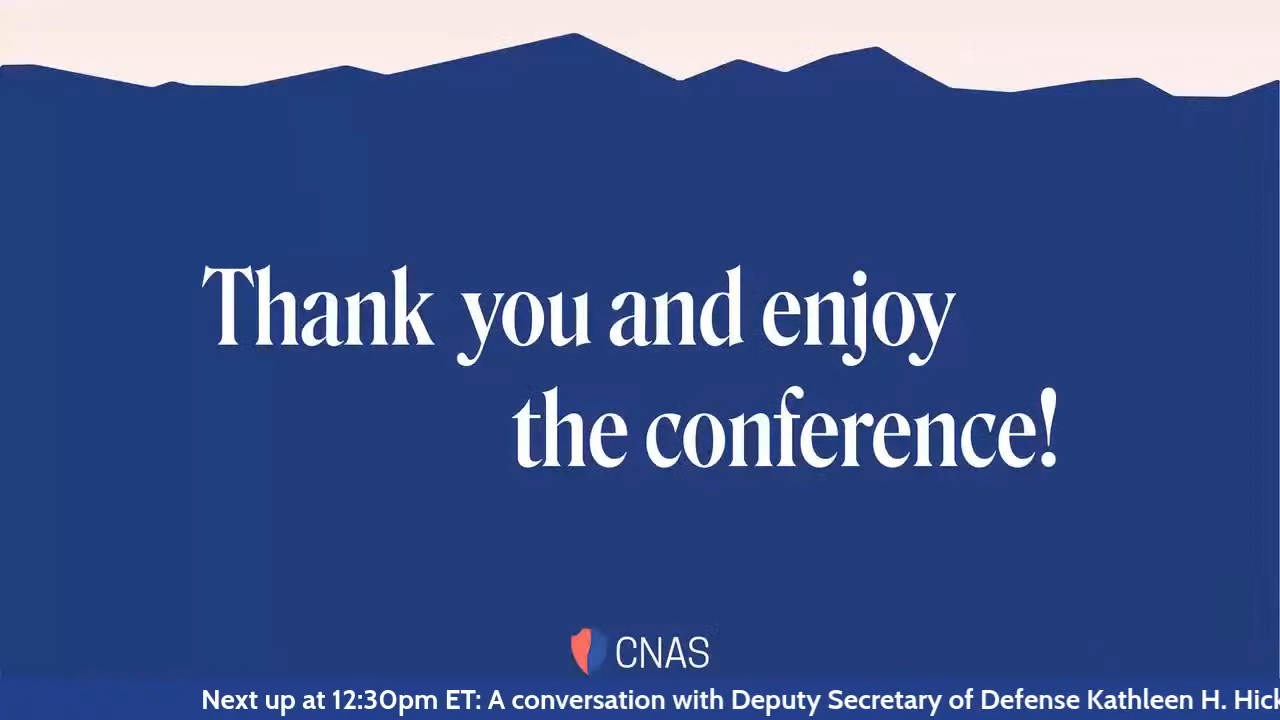 Thank you and enjoy
the conference!
CNAS
Next up at 12:30pm ET: A conversation with Deputy Secretary of Defense Kathleen H.